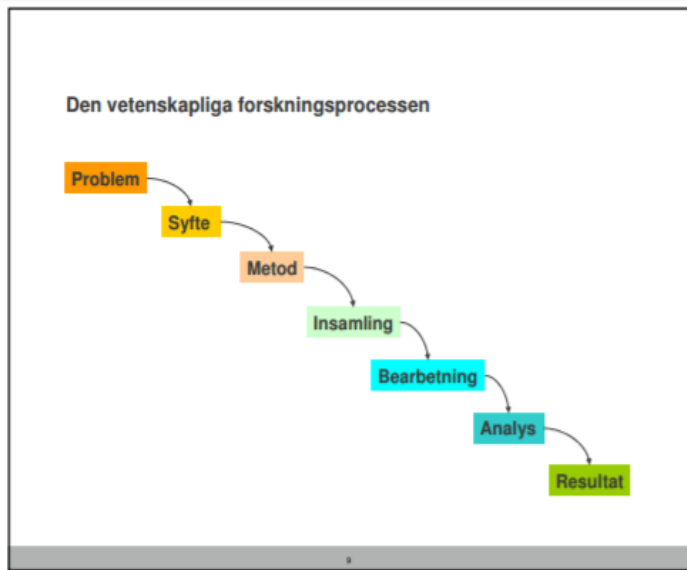 Den vetenskapliga forskningsprocessen
Problem
Syfte
Metod
Insamling
Bearbetning
Analys
Resultat